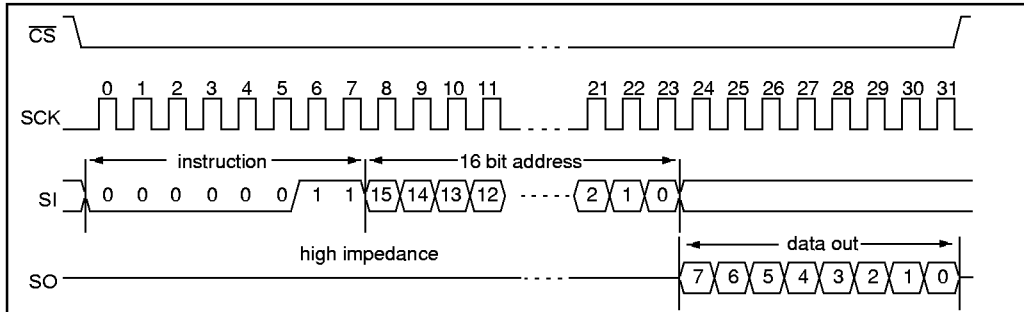 CS
0 1 2 3 4 5 6 7 8 9 10 11 21 22 23 24 25 26 27 28 29 30 31
SCK
instruction 16 bit address
SI 0 0 0 0 0 0 1 1 15 14 13 12 2 1 0
high impedance data out
SO 7 6 5 4 3 2 1 0